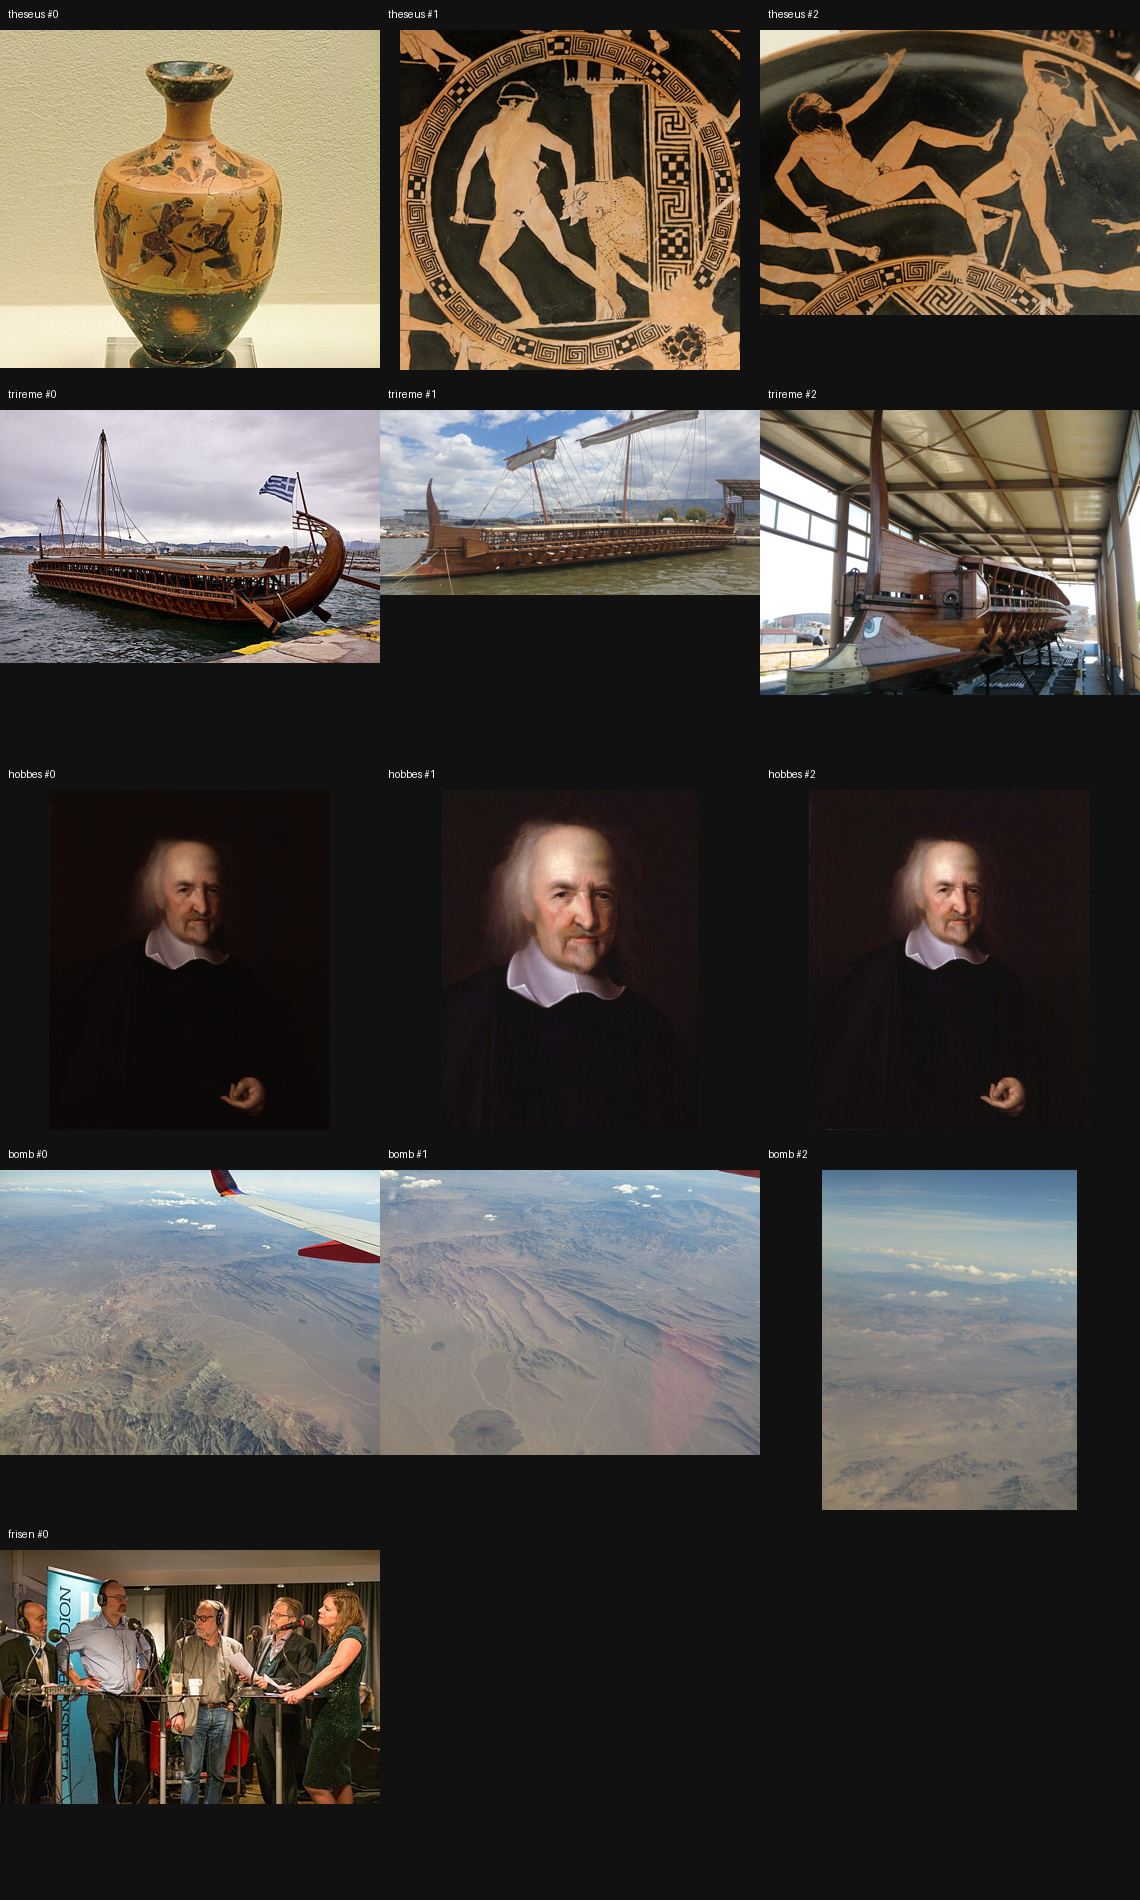 theseus #0
theseus #1
theseus #2
trireme #0
trireme #1
trireme #2
hobbes #0
hobbes #1
hobbes #2
bomb #0
bomb #1
bomb #2
frisen #0
DION